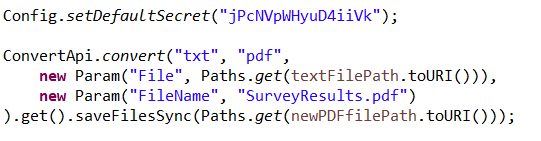 Config.setDefaultSecret("jPcNVpWHyuD4iiVk");
ConvertApi.convert("txt", "pdf",
new Param("File", Paths.get(textFilePath.toURI())),
new Param("FileName", "SurveyResults.pdf")
).get().saveFilesSync(Paths.get(newPDFfilePath.toURI()));